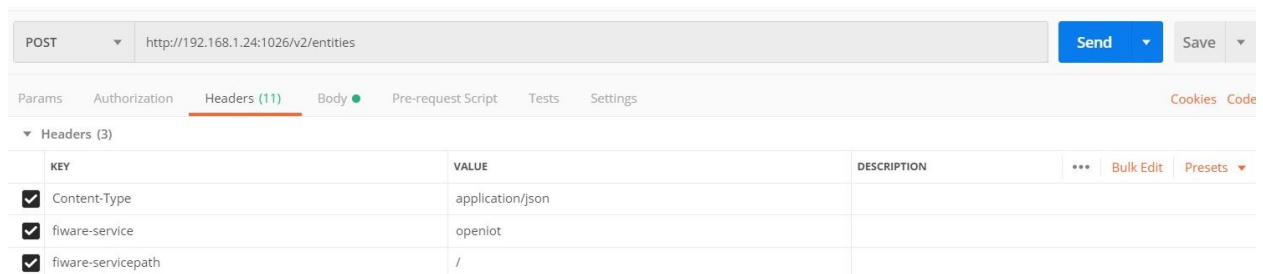 POST http://192.168.1.24:1026/v2/entities Send Save
Params Authorization Headers (11) Body Pre-request Script Tests Settings Cookies Code
Headers (3)
KEY VALUE DESCRIPTION ••• Bulk Edit Presets
Content-Type application/json
fiware-service openiot
fiware-servicepath /